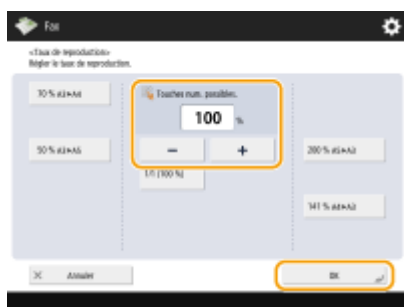 Fax
<Taux de reproduction>
Régler le taux de reproduction.
70 % A3►A4
Touches num. possibles.
100 %
50 % A3►A5
−
+
200 % A5►A3
1/1 (100 %)
141 % A4►A3
× Annuler
OK